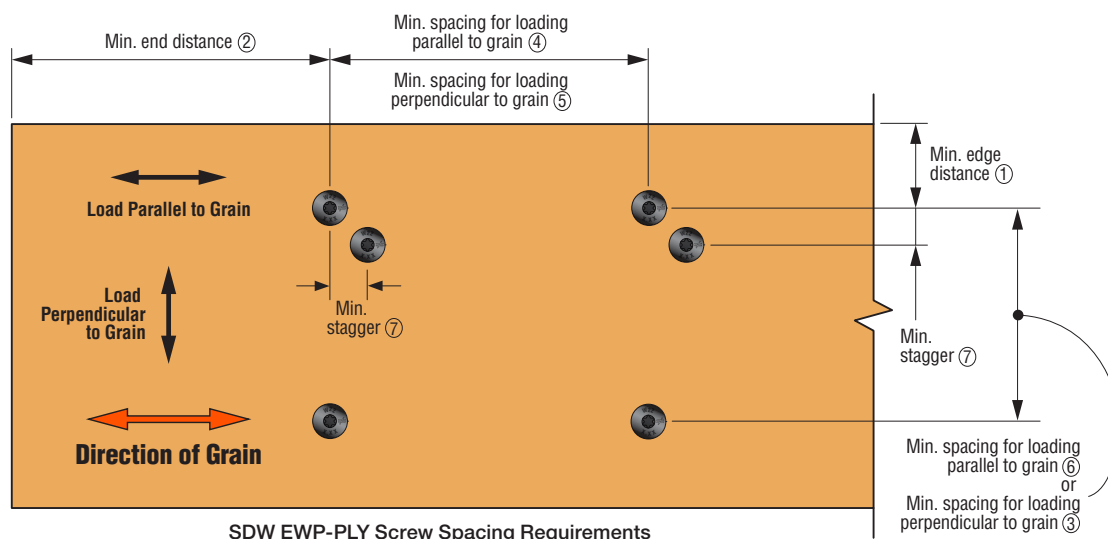 Min. end distance ②
Min. spacing for loading
parallel to grain ④
Min. spacing for loading
perpendicular to grain ⑤
Min. edge
distance ①
Load Parallel to Grain
Load
Perpendicular
to Grain
Min.
stagger ⑦
Min.
stagger ⑦
Direction of Grain
Min. spacing for loading
parallel to grain ⑥
or
Min. spacing for loading
perpendicular to grain ③
SDW EWP-PLY Screw Spacing Requirements